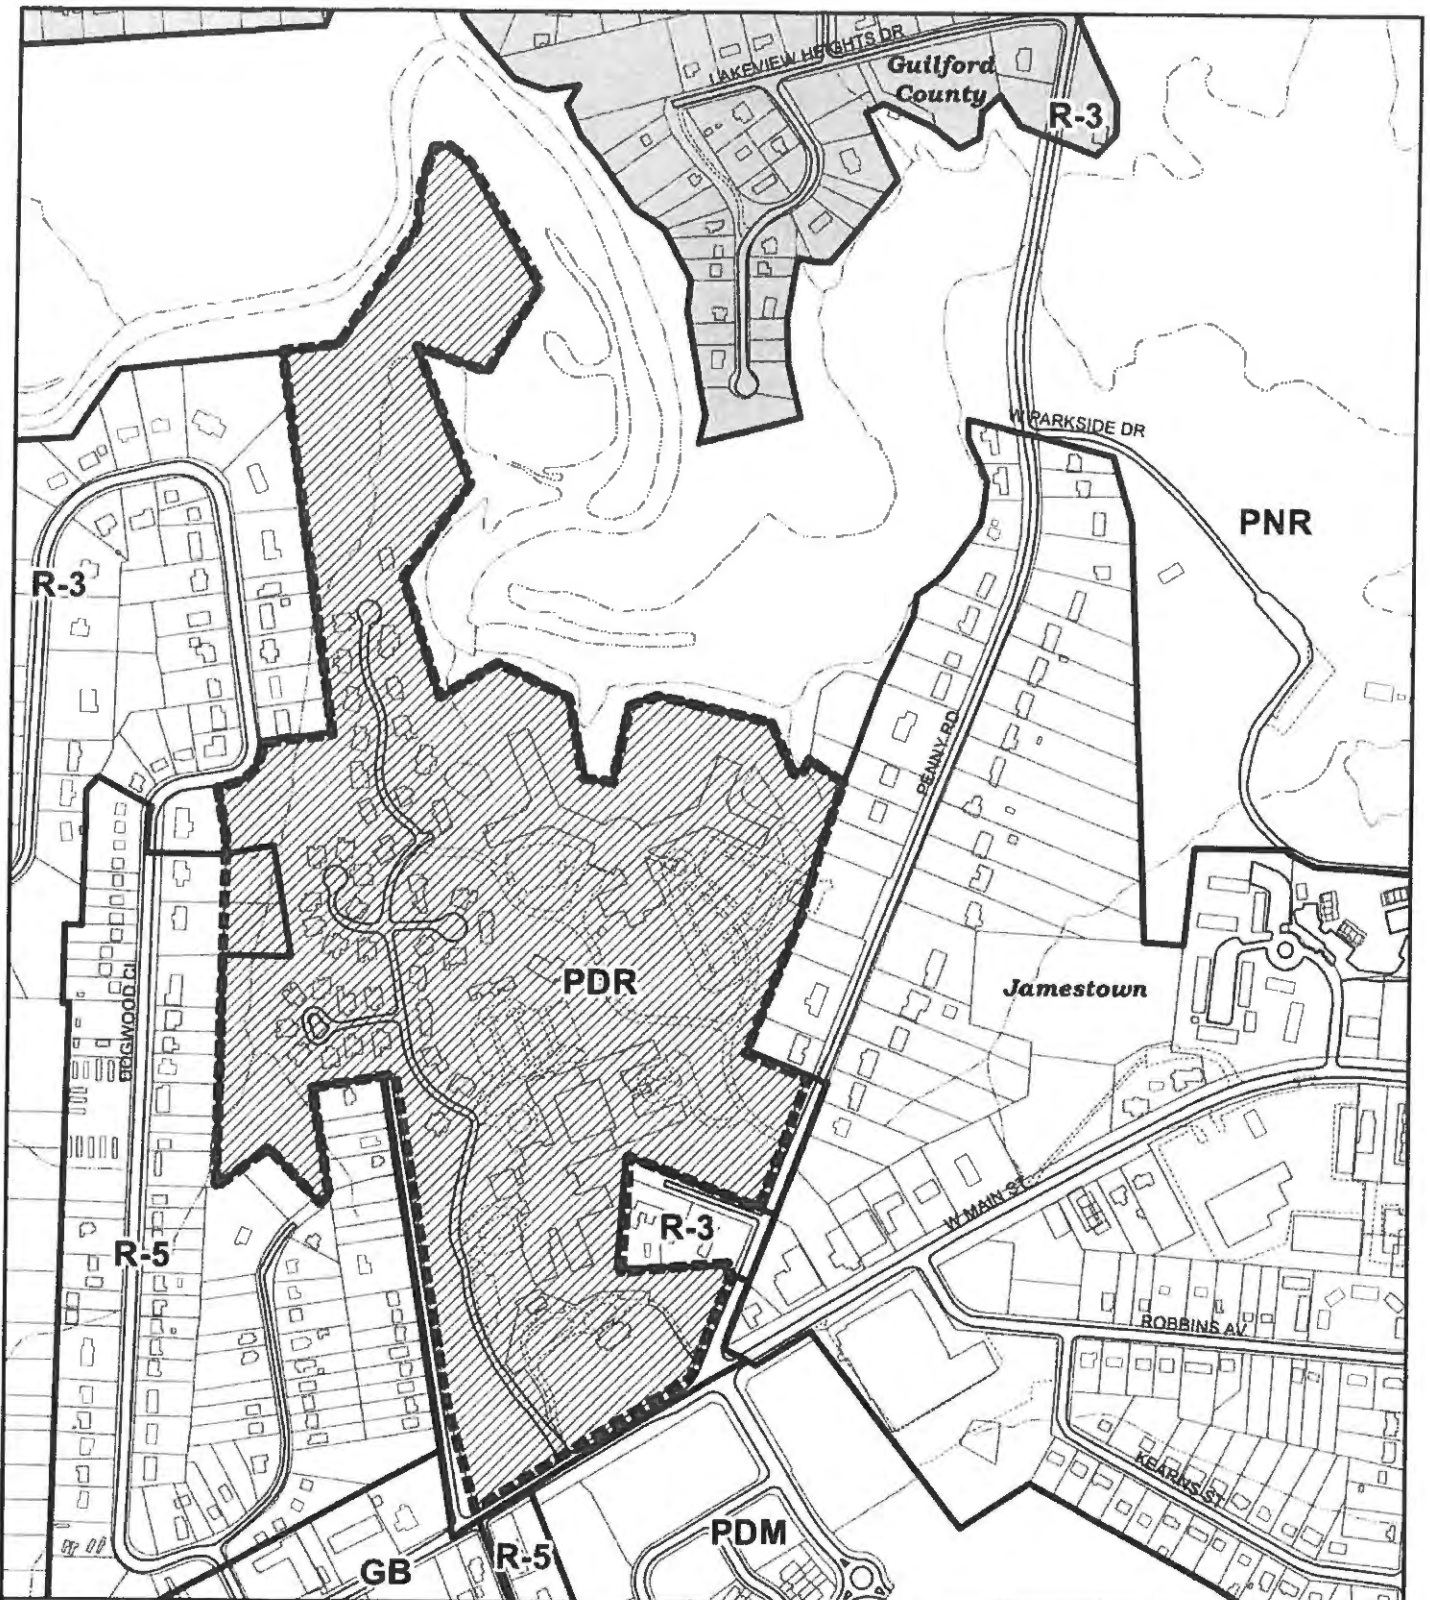 LAKEVIEW HEIGHTS DR
Guilford
County
R-3
W PARKSIDE DR
PNR
R-3
PENNY RD
PDR
Jamestown
DOGWOOD CI
W MAIN ST
R-3
R-5
ROBBINS AV
KEARNS ST
PDM
R-5
GB